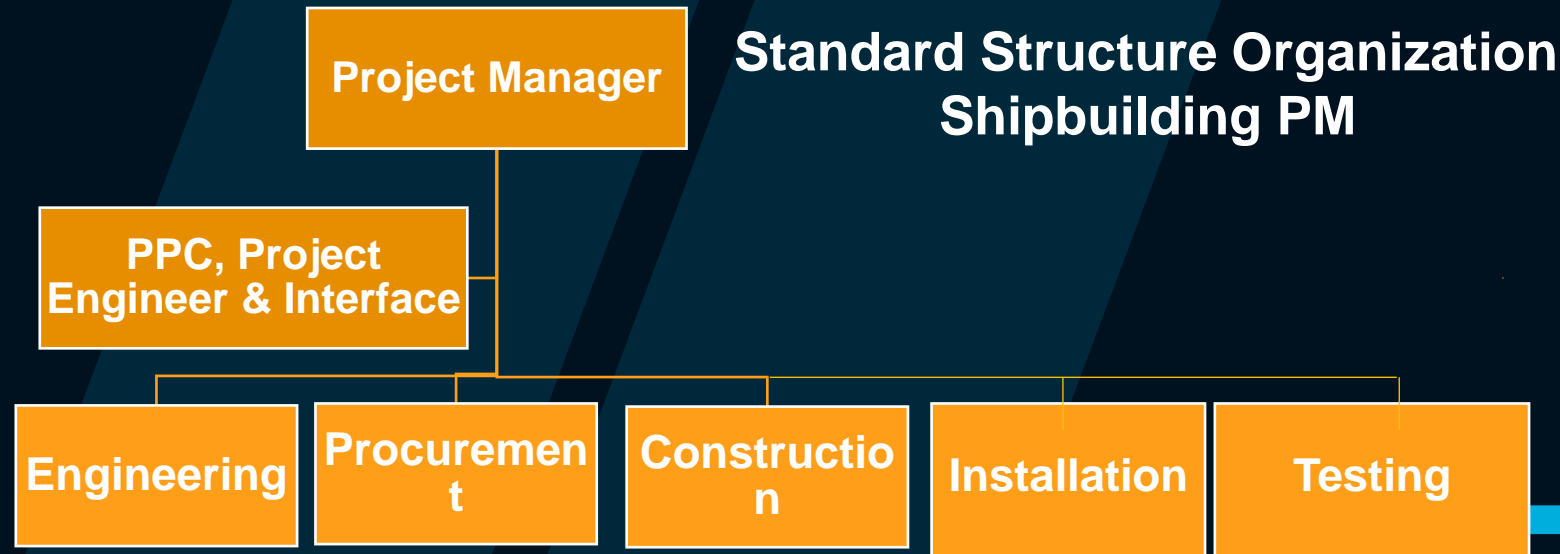 Standard Structure Organization
Shipbuilding PM
Project Manager
PPC, Project
Engineer & Interface
Engineering
Procuremen
t
Constructio
n
Installation
Testing